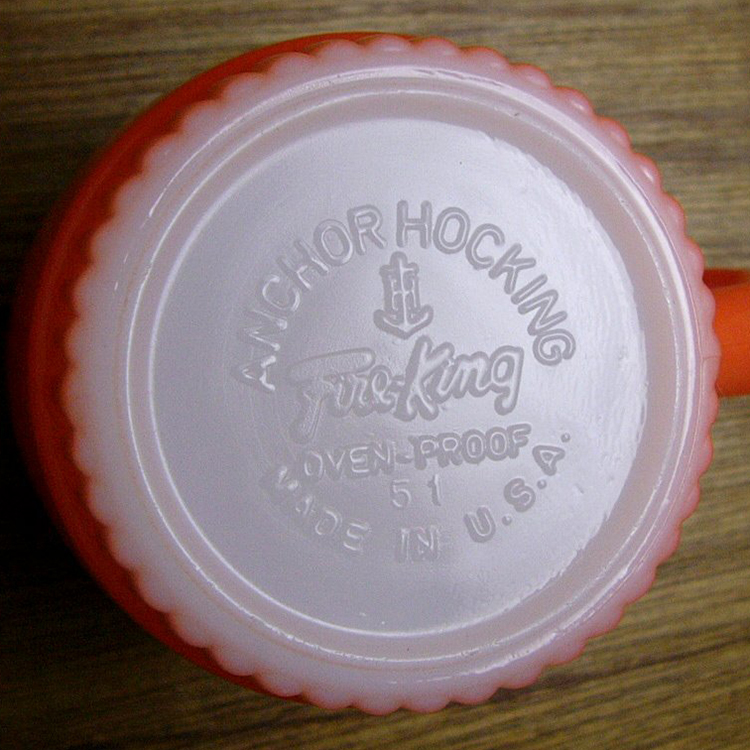 ANCHOR HOCKING
H
Fire-King
OVEN-PROOF
51
MADE IN U.S.A.